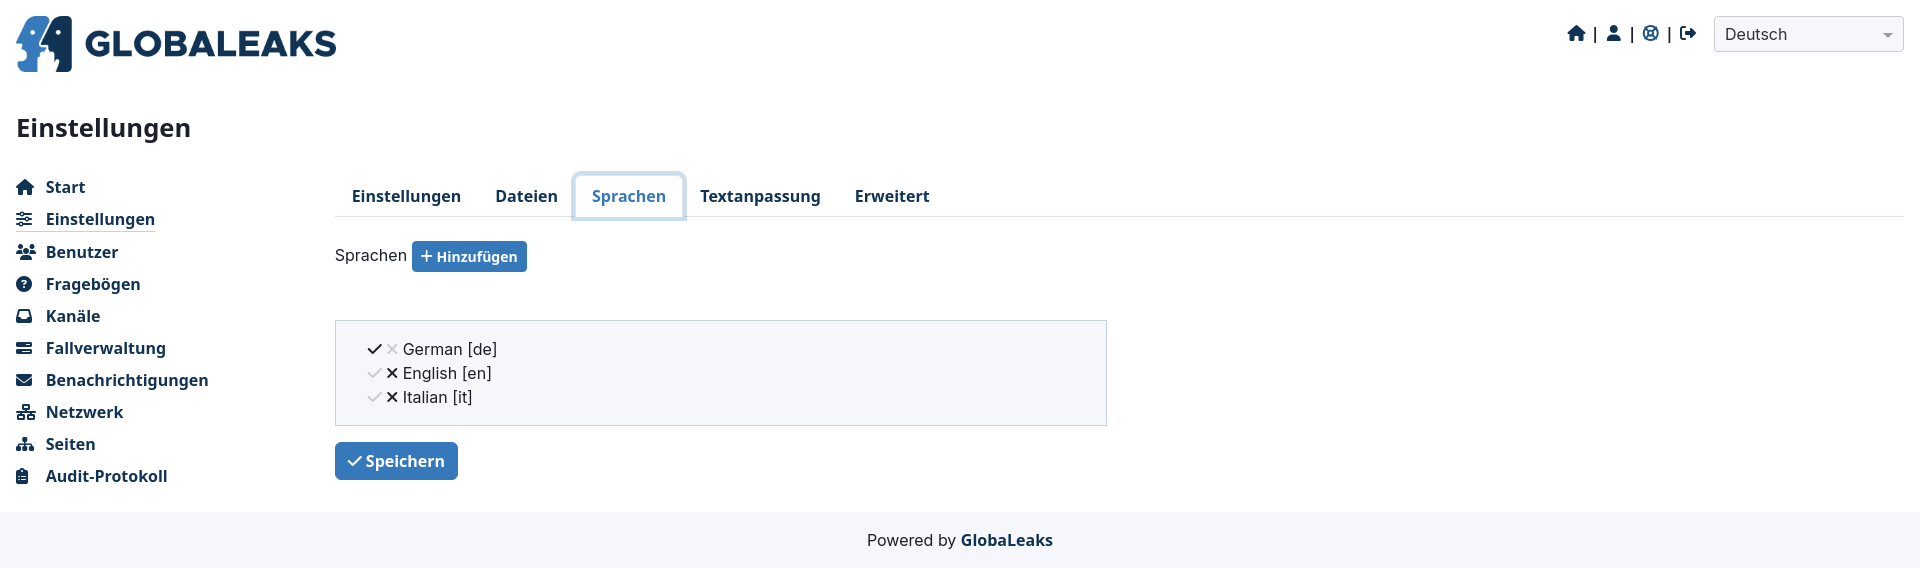 GLOBALEAKS
| | |
Deutsch
Einstellungen
Start
Einstellungen
Benutzer
Fragebögen
Kanäle
Fallverwaltung
Benachrichtigungen
Netzwerk
Seiten
Audit-Protokoll
Einstellungen Dateien Sprachen Textanpassung Erweitert
Sprachen + Hinzufügen
German [de]
English [en]
Italian [it]
Speichern
Powered by GlobaLeaks